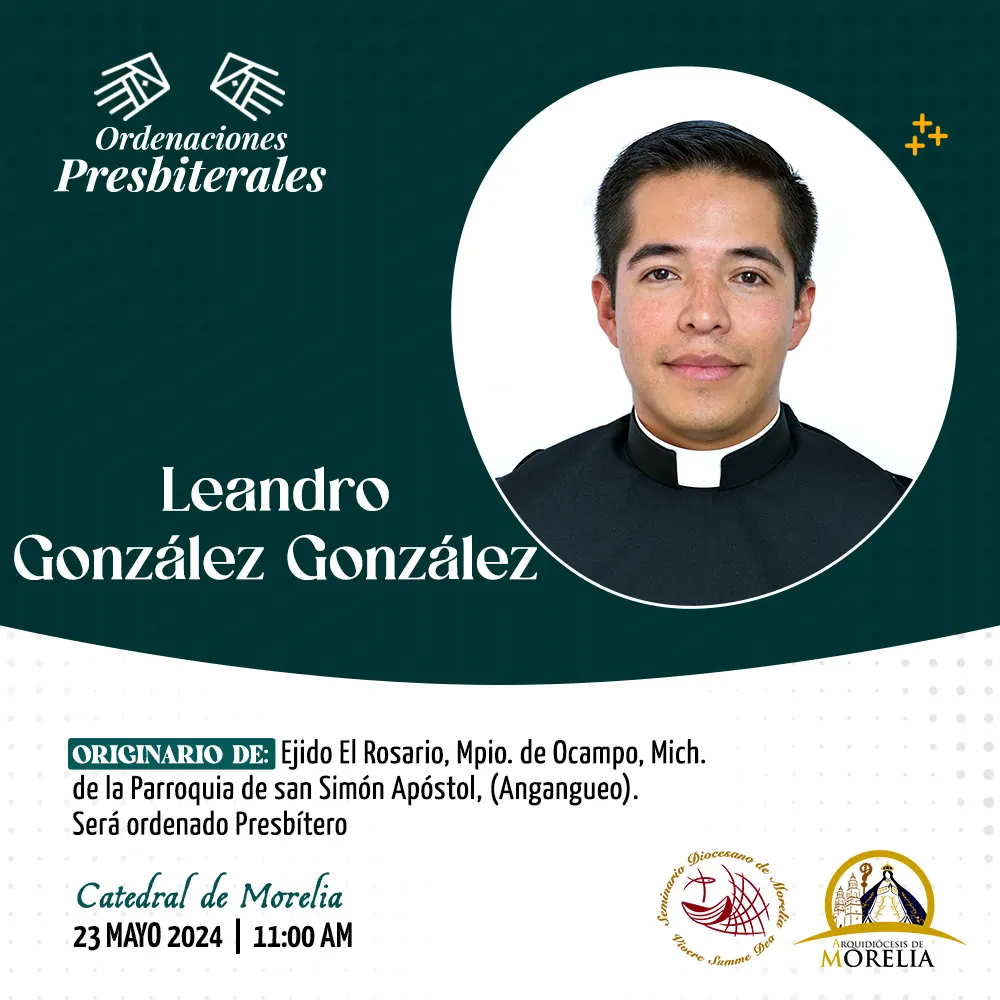 Ordenaciones
Presbiterales
Leandro
González González
ORIGINARIO DE: Ejido El Rosario, Mpio. de Ocampo, Mich.
de la Parroquia de san Simón Apóstol, (Angangueo).
Será ordenado Presbítero
Catedral de Morelia
23 MAYO 2024 | 11:00 AM
Seminario Diocesano de Morelia
Vivere Summe Deo
ARQUIDIÓCESIS DE
MORELIA